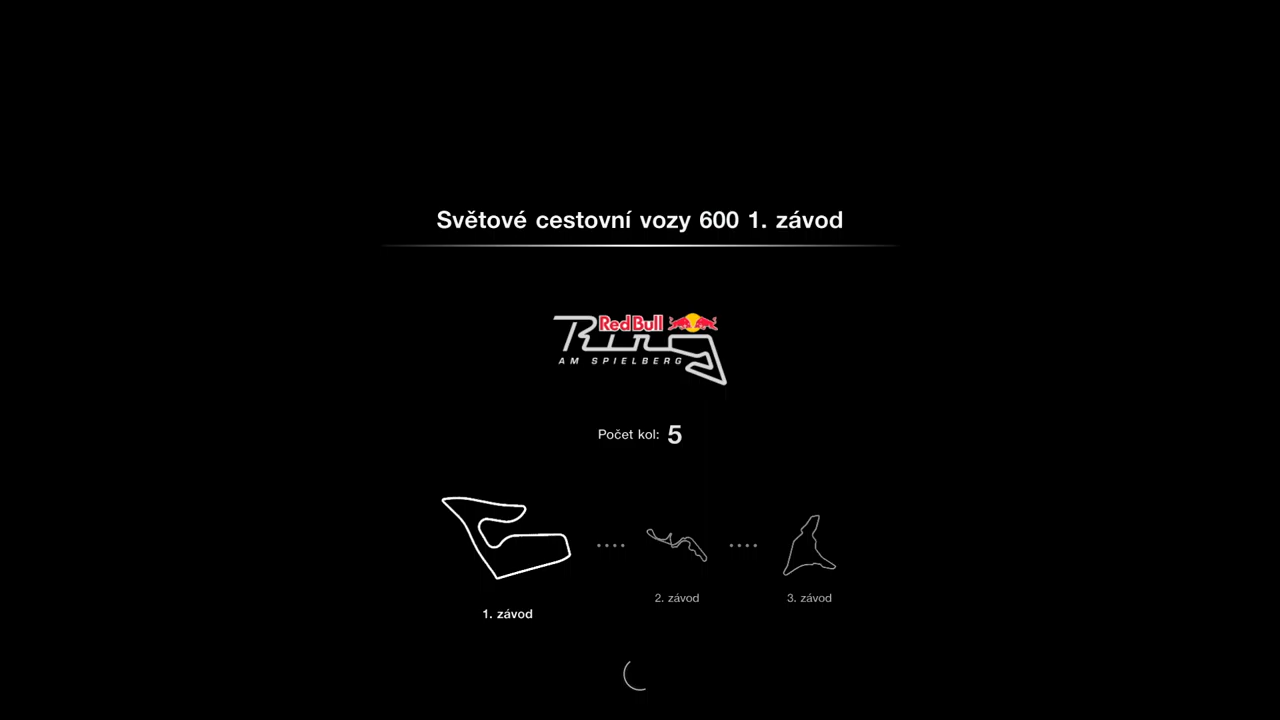 Světové cestovní vozy 600 1. závod
Red Bull
Ring
AM SPIELBERG
Počet kol: 5
1. závod
2. závod
3. závod